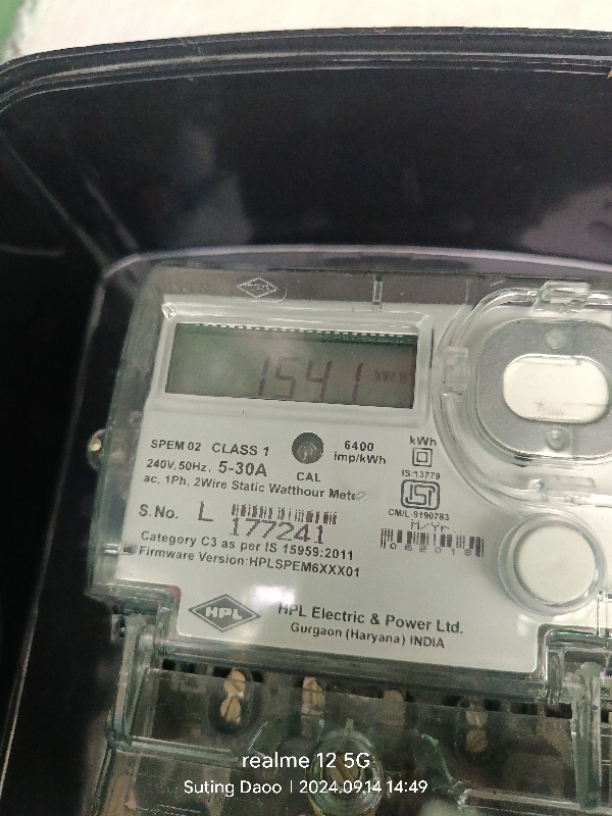 1541 kWh
SPEM 02 CLASS 1
6400
imp/kWh
kWh
240V, 50Hz, 5-30A
CAL
IS:13779
ac, 1Ph, 2Wire Static Watthour Meter
ISI
CM/L-9190783
S.No. L 177241
M/Yr.
Category C3 as per IS 15959:2011
Firmware Version:HPLSPEM6XXX01
HPL
HPL Electric & Power Ltd.
Gurgaon (Haryana) INDIA
realme 12 5G
Suting Daoo | 2024.09.14 14:49